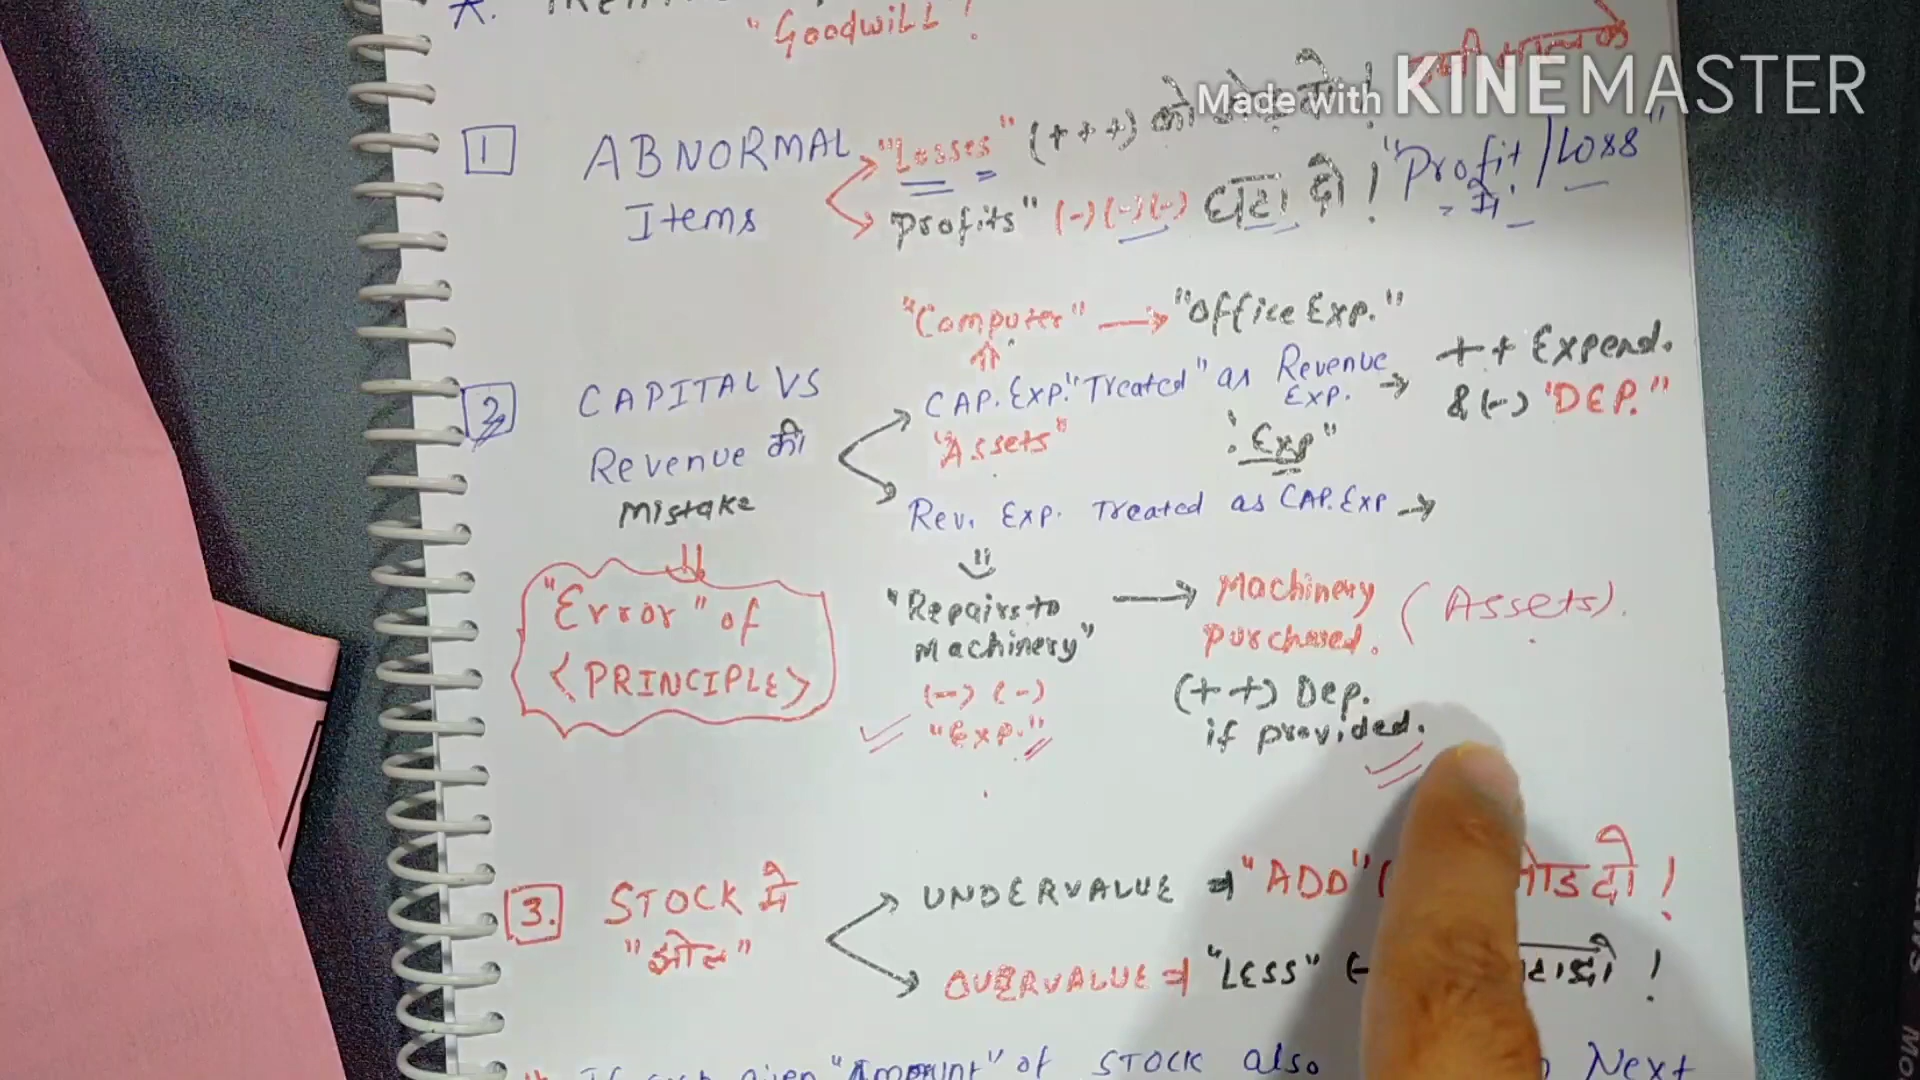 "GoodwiLL!
Made with KINEMASTER
1 ABNORMAL Items
"Losses" (+++) को जोड़ दो!
Profits" (-)(-)(-) घटा दो! "Profit/Loss" में
"Computer" → "Office Exp."
2 CAPITAL VS Revenue की Mistake
CAP. Exp. "Treated" as Revenue Exp. → ++ Expend.
& (-) "DEP."
"Assets" "Exp"
Rev. Exp. Treated as CAP. Exp →
"Error" of
<PRINCIPLE>
"Repairs to Machinery" → Machinery purchased. (Assets).
(-) (-) "Exp."
(++) Dep. if provided.
3. STOCK में "झोल"
UNDERVALUE ⇒ "ADD" ( दो!
OVERVALUE ⇒ "LESS" (- दो!
given "Amount" of STOCK also Next